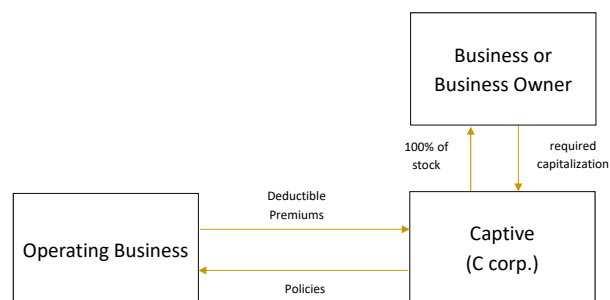 Business or
Business Owner
100% of
stock
required
capitalization
Deductible
Premiums
Operating Business
Captive
(C corp.)
Policies